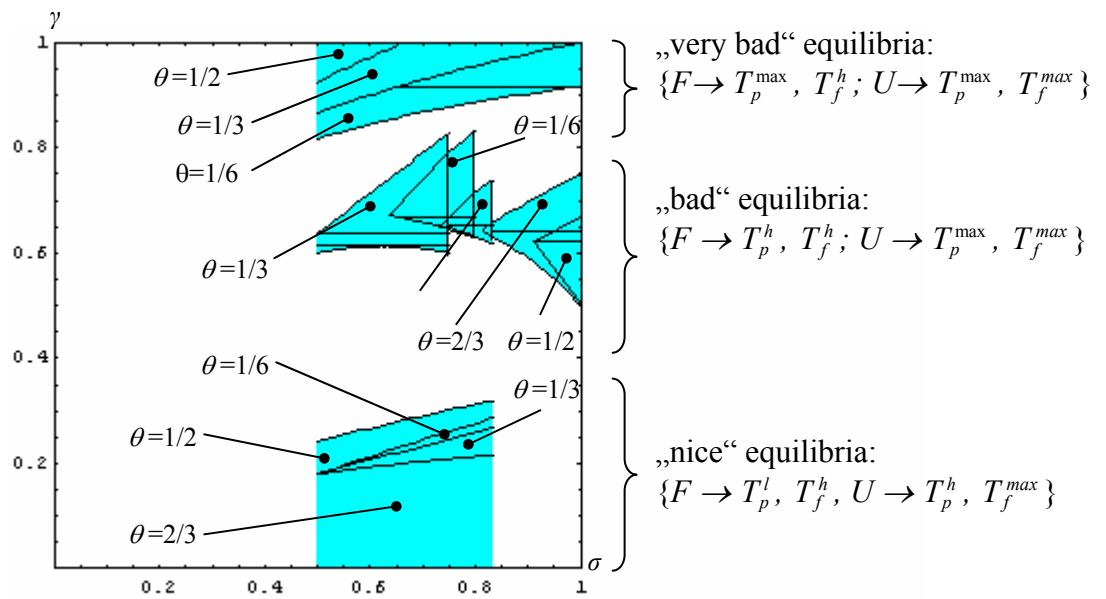 γ
1
0.8
0.6
0.4
0.2
0.2
0.4
0.6
0.8
1
σ
θ=1/2
θ=1/3
θ=1/6
θ=1/6
θ=1/3
θ=2/3
θ=1/2
θ=1/6
θ=1/3
θ=1/2
θ=2/3
„very bad“ equilibria:
{F → T_p^max, T_f^h; U → T_p^max, T_f^max}
„bad“ equilibria:
{F → T_p^h, T_f^h; U → T_p^max, T_f^max}
„nice“ equilibria:
{F → T_p^l, T_f^h, U → T_p^h, T_f^max}